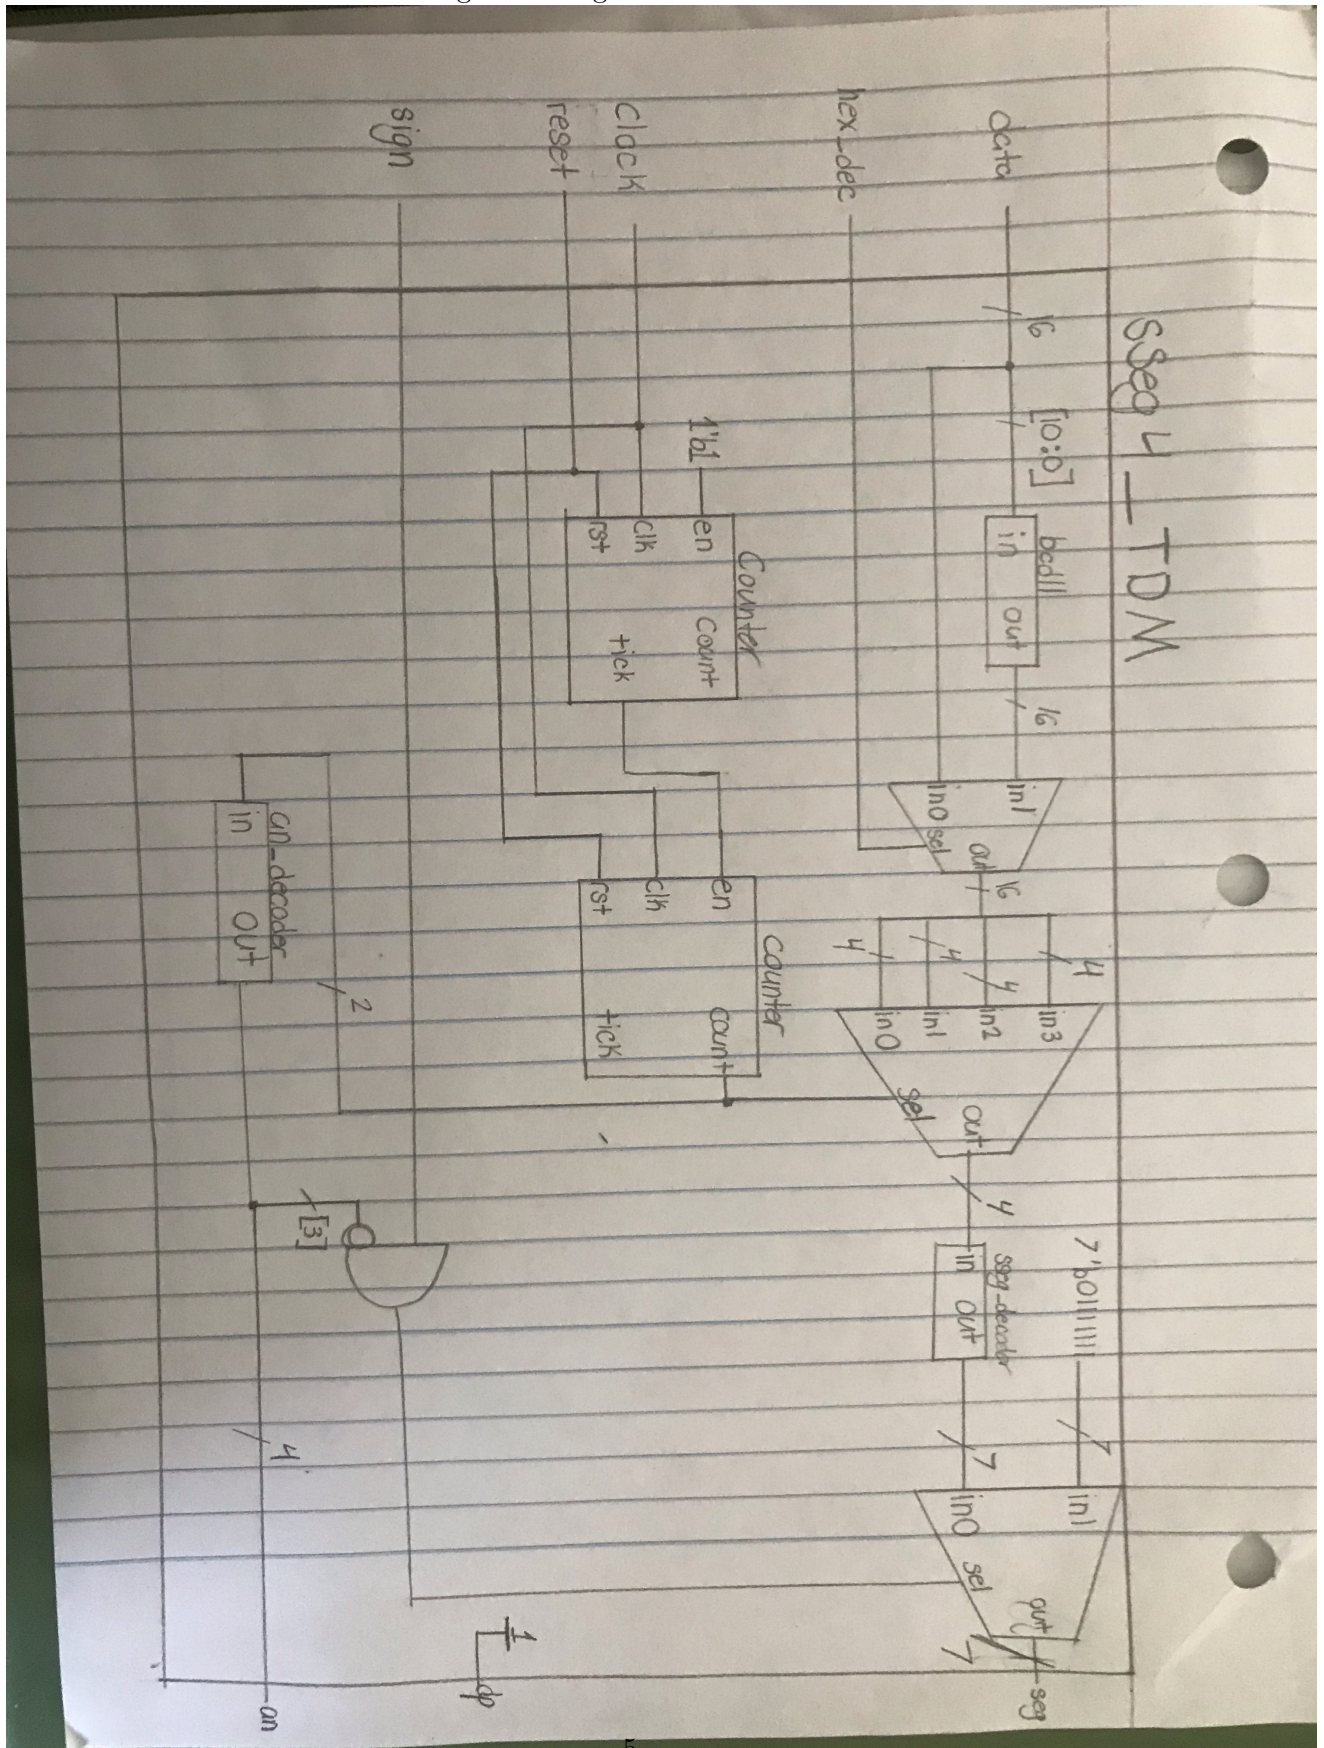 SSeg4_TDM
data
16
[10:0]
bcd11
in
out
16
in1
in0
sel
out
16
4
4
4
4
in3
in2
in1
in0
sel
out
4
sseg_decoder
in
out
7
7'b0111111
7
in1
in0
sel
out
7
seg
hex_dec
clock
reset
1'b1
Counter
en
clk
rst
count
tick
counter
en
clk
rst
count
tick
sign
2
an_decoder
in
out
[3]
4
1
dp
an